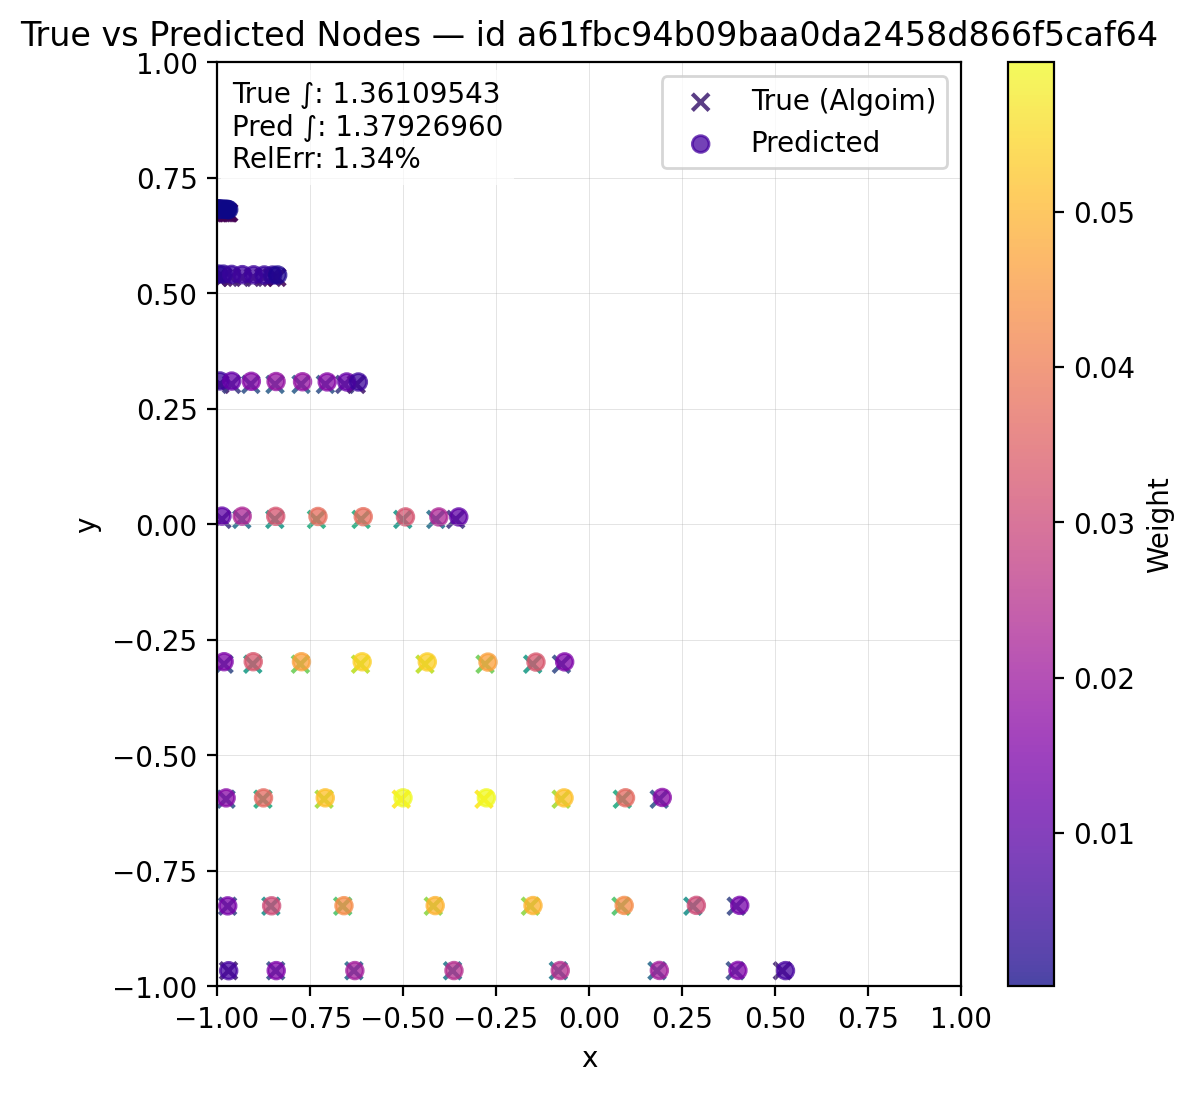 True vs Predicted Nodes — id a61fbc94b09baa0da2458d866f5caf64
True ∫: 1.36109543
Pred ∫: 1.37926960
RelErr: 1.34%
True (Algoim)
Predicted
1.00
0.75
0.50
0.25
0.00
−0.25
−0.50
−0.75
−1.00
y
−1.00 −0.75 −0.50 −0.25 0.00 0.25 0.50 0.75 1.00
x
0.05
0.04
0.03
0.02
0.01
Weight